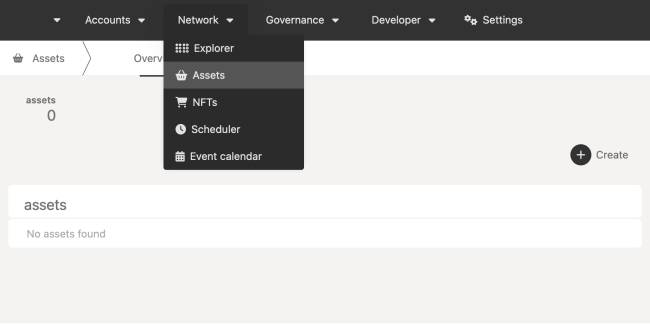 Accounts Network Governance Developer Settings
Explorer
Assets Overv
Assets
assets
NFTs
0
Scheduler
Event calendar
Create
assets
No assets found